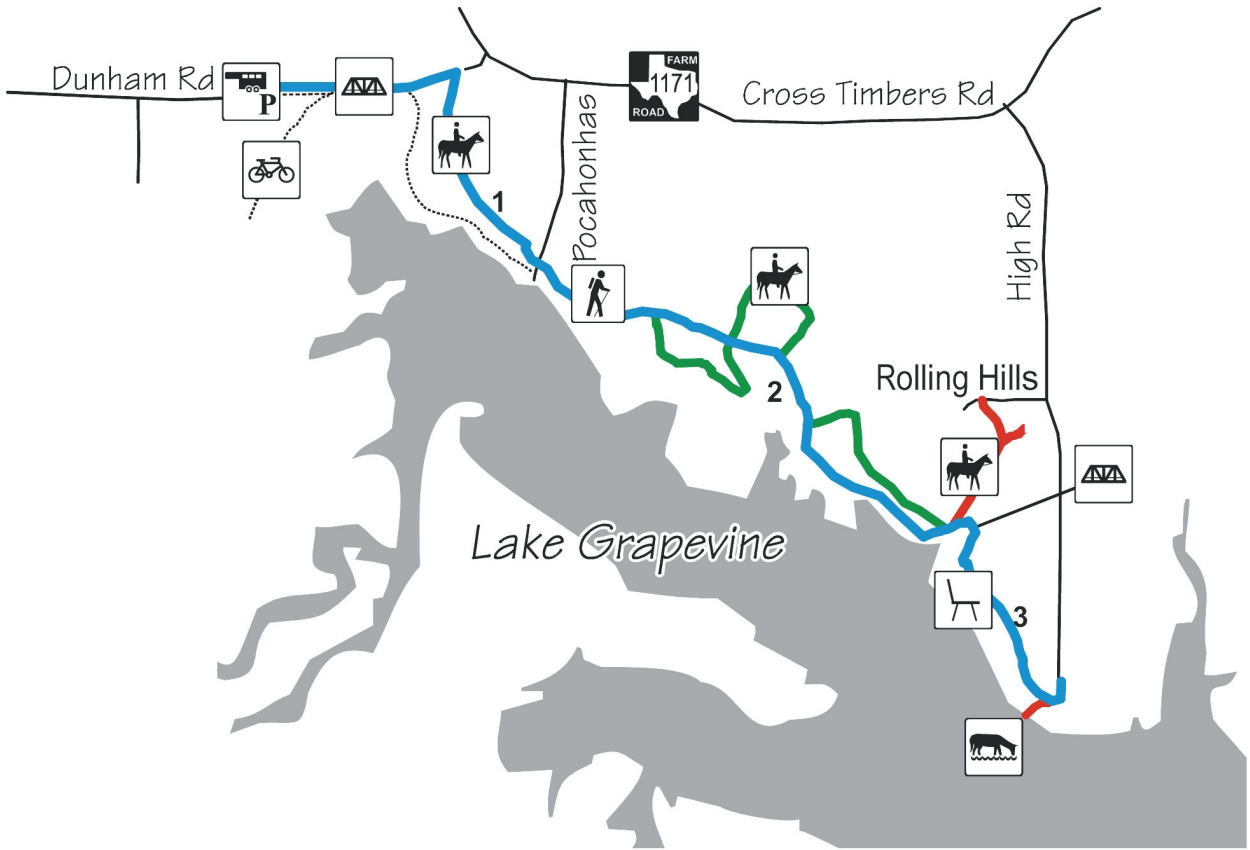 Dunham Rd
P
FARM
1171
ROAD
Cross Timbers Rd
Pocahonhas
1
High Rd
2
Rolling Hills
Lake Grapevine
3